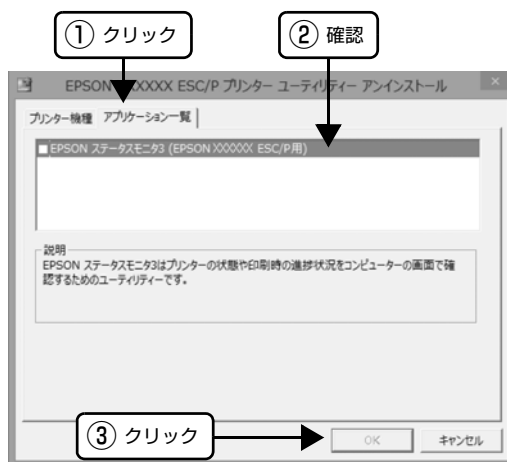 ① クリック
② 確認
EPSON XXXXX ESC/P プリンター ユーティリティー アンインストール
プリンター機種 アプリケーション一覧
EPSON ステータスモニタ3 (EPSON XXXXXX ESC/P用)
説明
EPSON ステータスモニタ3はプリンターの状態や印刷時の進捗状況をコンピューターの画面で確
認するためのユーティリティーです。
③ クリック
OK キャンセル